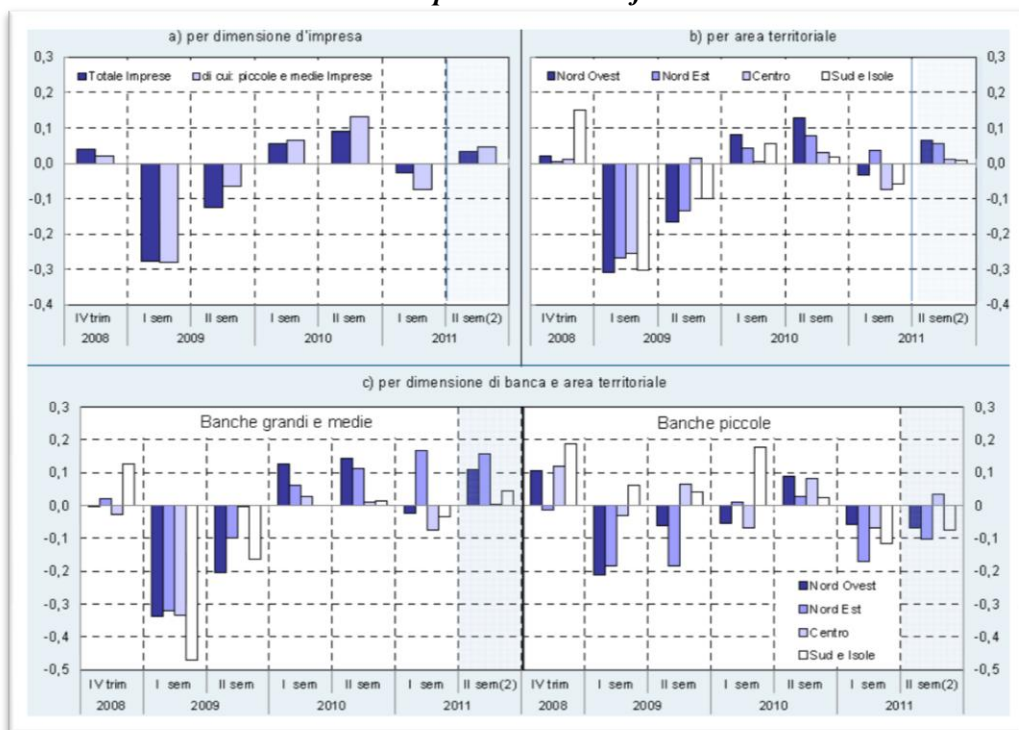 a) per dimensione d'impresa
b) per area territoriale
0,3
0,2
0,1
0,0
-0,1
-0,2
-0,3
-0,4
Totale Imprese
di cui: piccole e medie Imprese
Nord Ovest
Nord Est
Centro
Sud e Isole
0,3
0,2
0,1
0,0
-0,1
-0,2
-0,3
-0,4
IV trim I sem II sem I sem II sem I sem II sem(2)
2008 2009 2010 2011
IV trim I sem II sem I sem II sem I sem II sem(2)
2008 2009 2010 2011
c) per dimensione di banca e area territoriale
0,3
0,2
0,1
0,0
-0,1
-0,2
-0,3
-0,4
-0,5
Banche grandi e medie
Banche piccole
Nord Ovest
Nord Est
Centro
Sud e Isole
0,3
0,2
0,1
0
-0,1
-0,2
-0,3
-0,4
-0,5
IV trim I sem II sem I sem II sem I sem II sem(2)
2008 2009 2010 2011
IV trim I sem II sem I sem II sem I sem II sem(2)
2008 2009 2010 2011